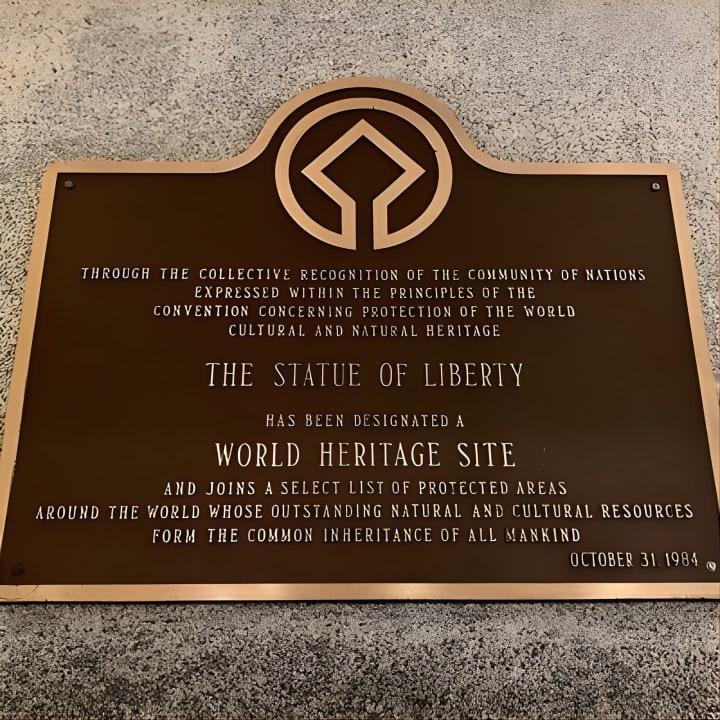 THROUGH THE COLLECTIVE RECOGNITION OF THE COMMUNITY OF NATIONS
EXPRESSED WITHIN THE PRINCIPLES OF THE
CONVENTION CONCERNING PROTECTION OF THE WORLD
CULTURAL AND NATURAL HERITAGE
THE STATUE OF LIBERTY
HAS BEEN DESIGNATED A
WORLD HERITAGE SITE
AND JOINS A SELECT LIST OF PROTECTED AREAS
AROUND THE WORLD WHOSE OUTSTANDING NATURAL AND CULTURAL RESOURCES
FORM THE COMMON INHERITANCE OF ALL MANKIND
OCTOBER 31, 1984